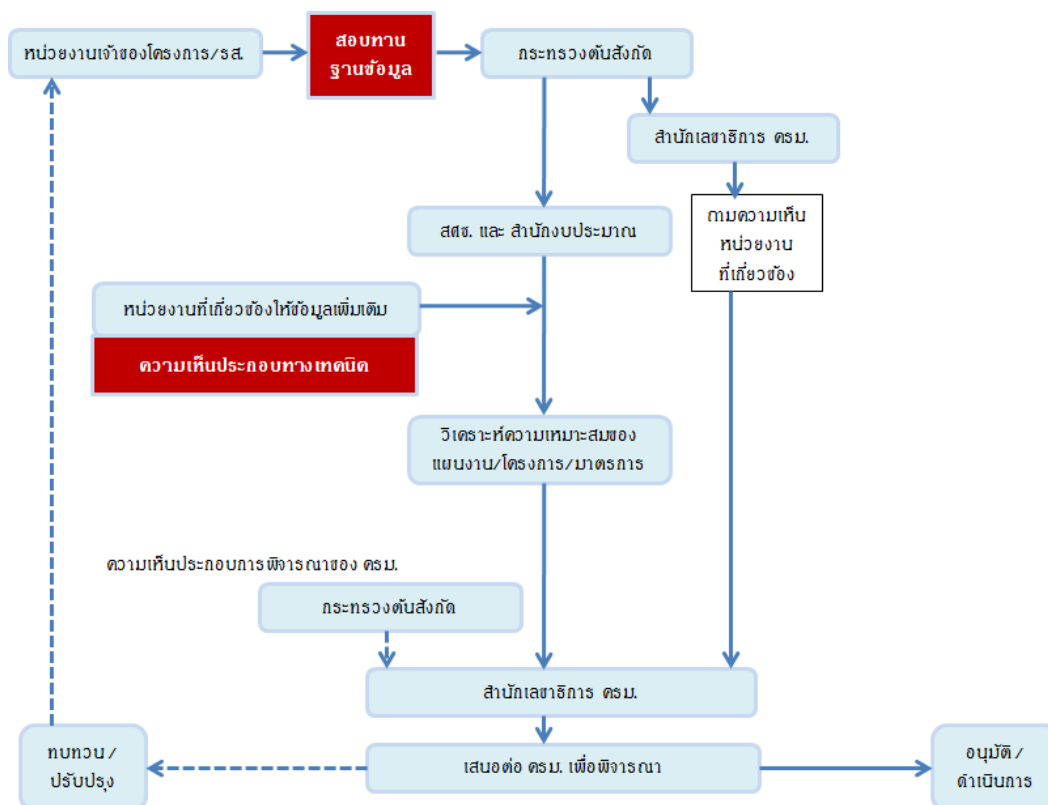 หน่วยงานเจ้าของโครงการ/รส.
สอบทาน
ฐานข้อมูล
กระทรวงต้นสังกัด
สำนักเลขาธิการ ครม.
ถามความเห็น
หน่วยงาน
ที่เกี่ยวข้อง
สศช. และ สำนักงบประมาณ
หน่วยงานที่เกี่ยวข้องให้ข้อมูลเพิ่มเติม
ความเห็นประกอบทางเทคนิค
วิเคราะห์ความเหมาะสมของ
แผนงาน/โครงการ/มาตรการ
ความเห็นประกอบการพิจารณาของ ครม.
กระทรวงต้นสังกัด
สำนักเลขาธิการ ครม.
ทบทวน /
ปรับปรุง
เสนอต่อ ครม. เพื่อพิจารณา
อนุมัติ /
ดำเนินการ